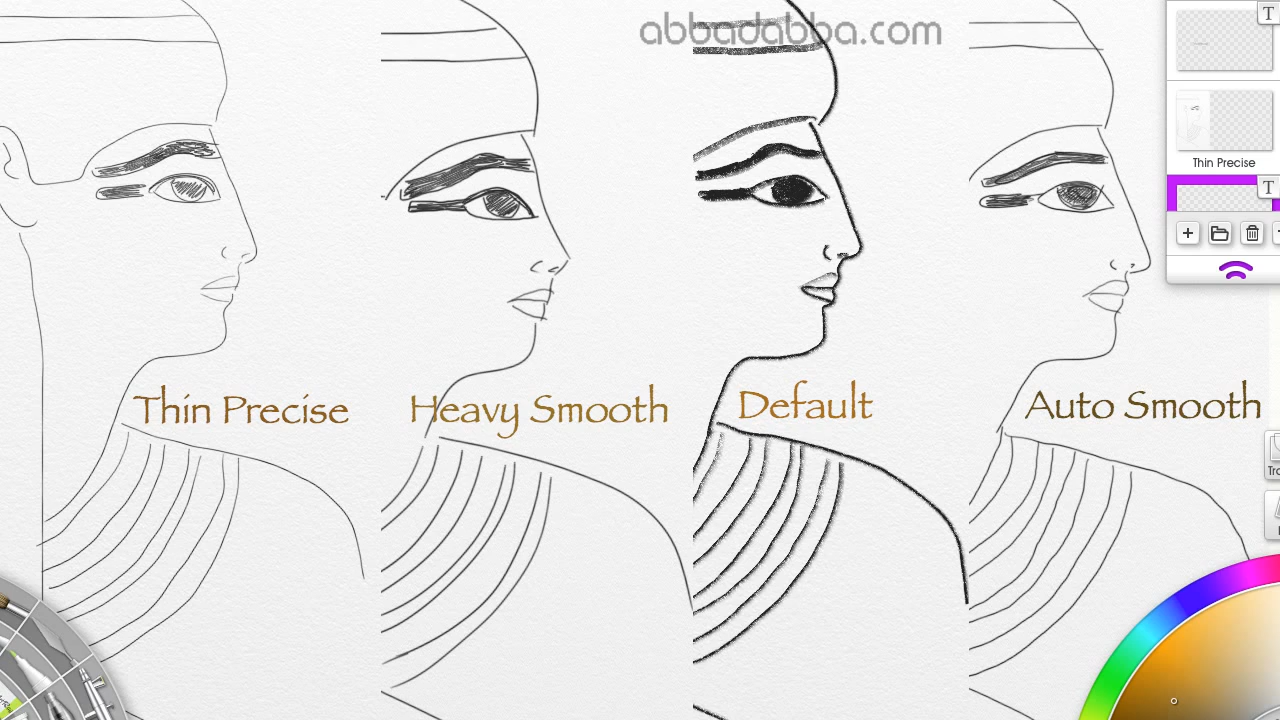 abbadabba.com
T
Thin Precise
T
Thin Precise
Heavy Smooth
Default
Auto Smooth